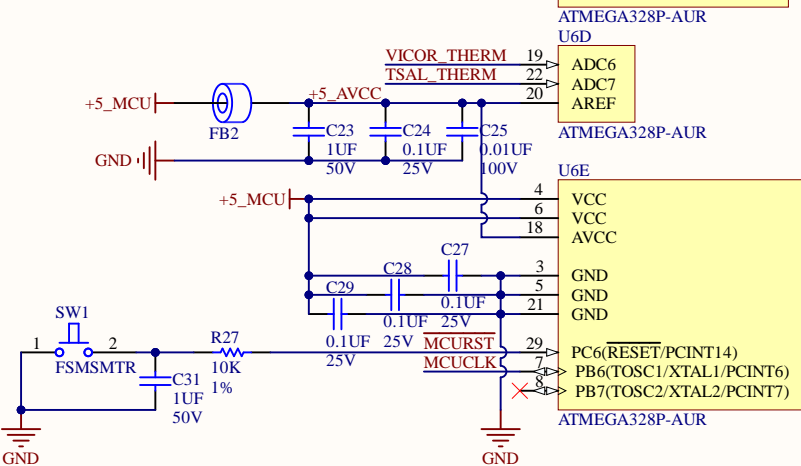 ATMEGA328P-AUR
U6D
VICOR_THERM
19
ADC6
TSAL_THERM
22
ADC7
+5_MCU
+5_AVCC
20
AREF
FB2
C23
1UF
50V
C24
0.1UF
25V
C25
0.01UF
100V
ATMEGA328P-AUR
GND
U6E
+5_MCU
4
VCC
6
VCC
18
AVCC
C27
0.1UF
25V
3
GND
C28
0.1UF
25V
5
GND
C29
0.1UF
25V
21
GND
SW1
1
2
FSMSMTR
R27
10K
1%
C31
1UF
50V
MCURST
29
PC6(RESET/PCINT14)
MCUCLK
7
PB6(TOSC1/XTAL1/PCINT6)
8
PB7(TOSC2/XTAL2/PCINT7)
ATMEGA328P-AUR
GND
GND